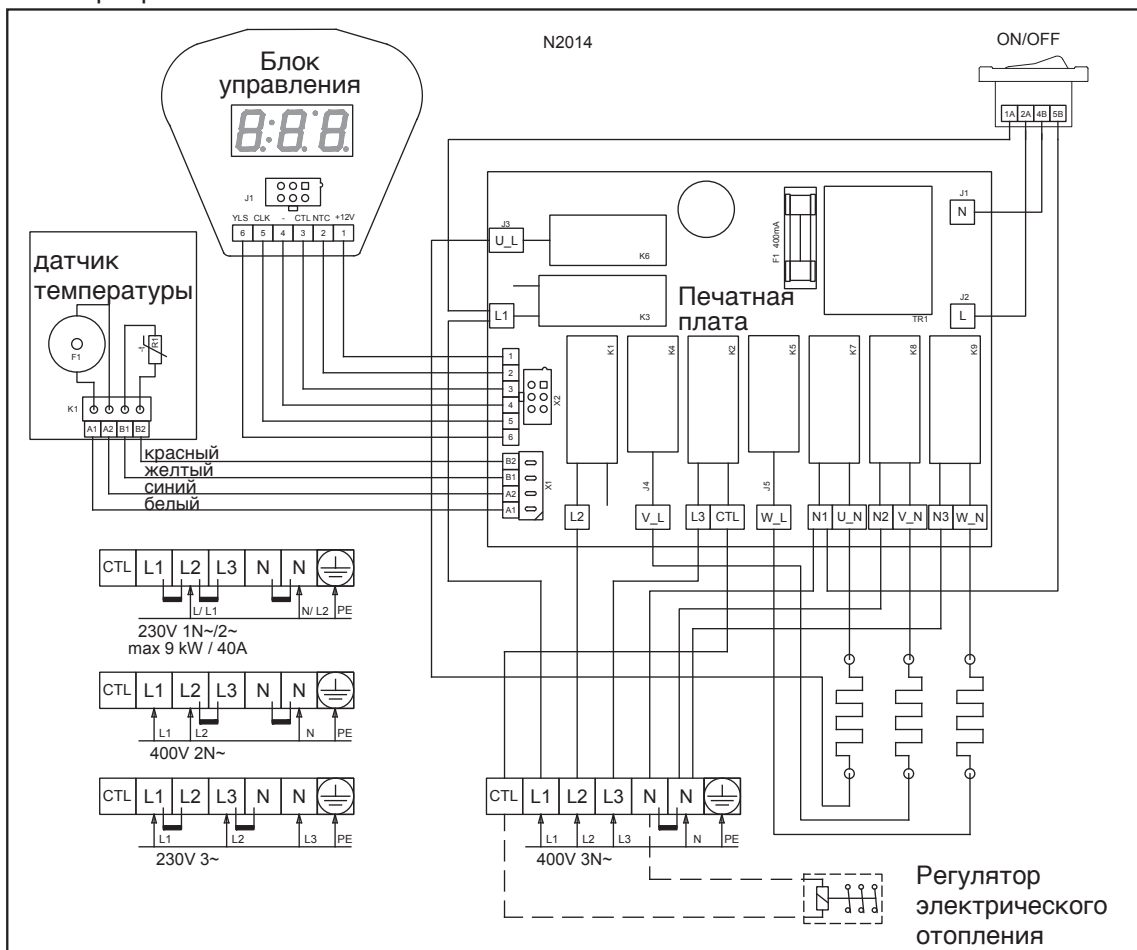 N2014
ON/OFF
Блок
управления
8:8.8
J1
YLS CLK - CTL NTC +12V
6 5 4 3 2 1
1A 2A 4B 5B
J3
U_L
K6
F1 400mA
TR1
J1
N
J2
L
L1
K3
Печатная
плата
датчик
температуры
F1
R1
-t
K1
A1 A2 B1 B2
красный
желтый
синий
белый
1
2
3
4
5
6
X2
B2
B1
A2
A1
X1
K1
K4
K2
K5
K7
K8
K9
J4
J5
L2
V_L
L3 CTL
W_L
N1 U_N
N2 V_N
N3 W_N
CTL L1 L2 L3 N N
L/ L1 N/ L2 PE
230V 1N~/2~
max 9 kW / 40A
CTL L1 L2 L3 N N
L1 L2 N PE
400V 2N~
CTL L1 L2 L3 N N
L1 L2 L3 PE
230V 3~
CTL L1 L2 L3 N N
L1 L2 L3 N PE
400V 3N~
Регулятор
электрического
отопления